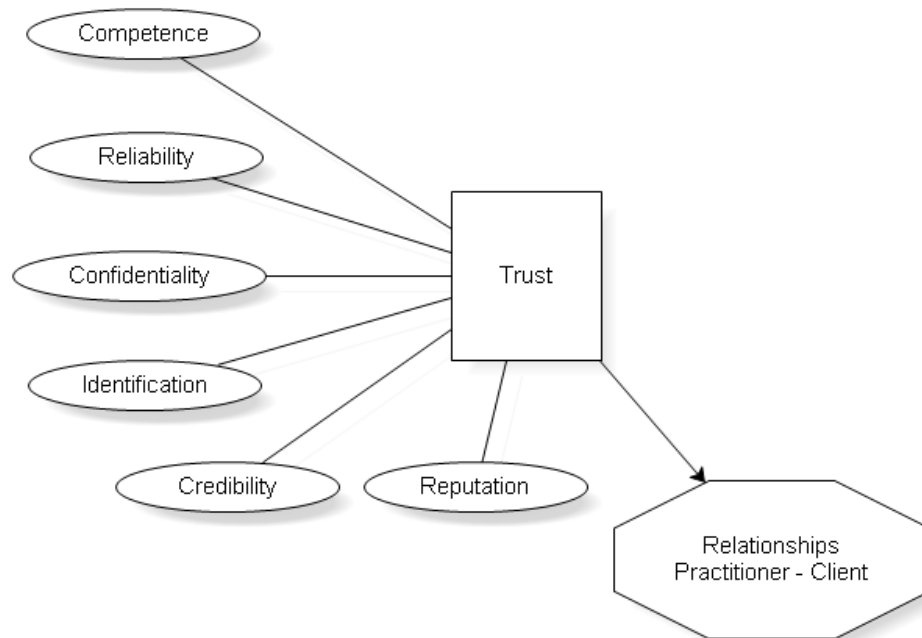 Competence
Reliability
Trust
Confidentiality
Identification
Credibility
Reputation
Relationships
Practitioner - Client